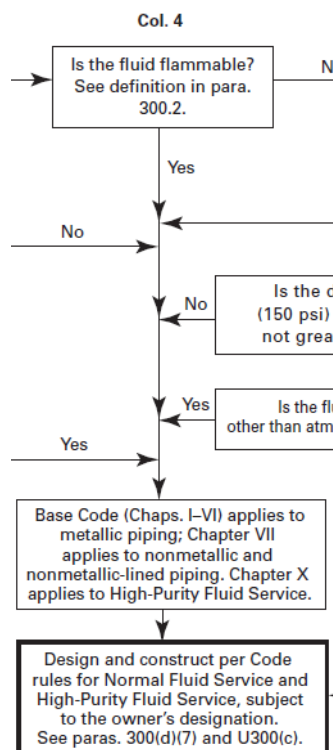 Col. 4
Is the fluid flammable?
See definition in para.
300.2.
N
Yes
No
Is the
(150 psi)
not
No
Yes
Is the
other than
Yes
Base Code (Chaps. I–VI) applies to
metallic piping; Chapter VII
applies to nonmetallic and
nonmetallic-lined piping. Chapter X
applies to High-Purity Fluid Service.
Design and construct per Code
rules for Normal Fluid Service and
High-Purity Fluid Service, subject
to the owner's designation.
See paras. 300(d)(7) and U300(c).